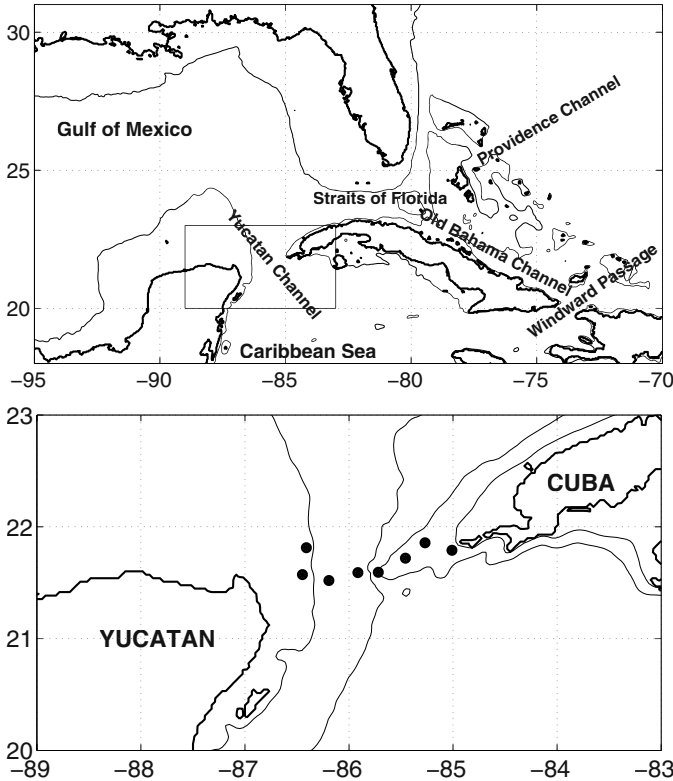 30
25
20
Gulf of Mexico
Providence Channel
Straits of Florida
Yucatan Channel
Old Bahama Channel
Windward Passage
Caribbean Sea
−95 −90 −85 −80 −75 −70
23
22
21
20
CUBA
YUCATAN
−89 −88 −87 −86 −85 −84 −83